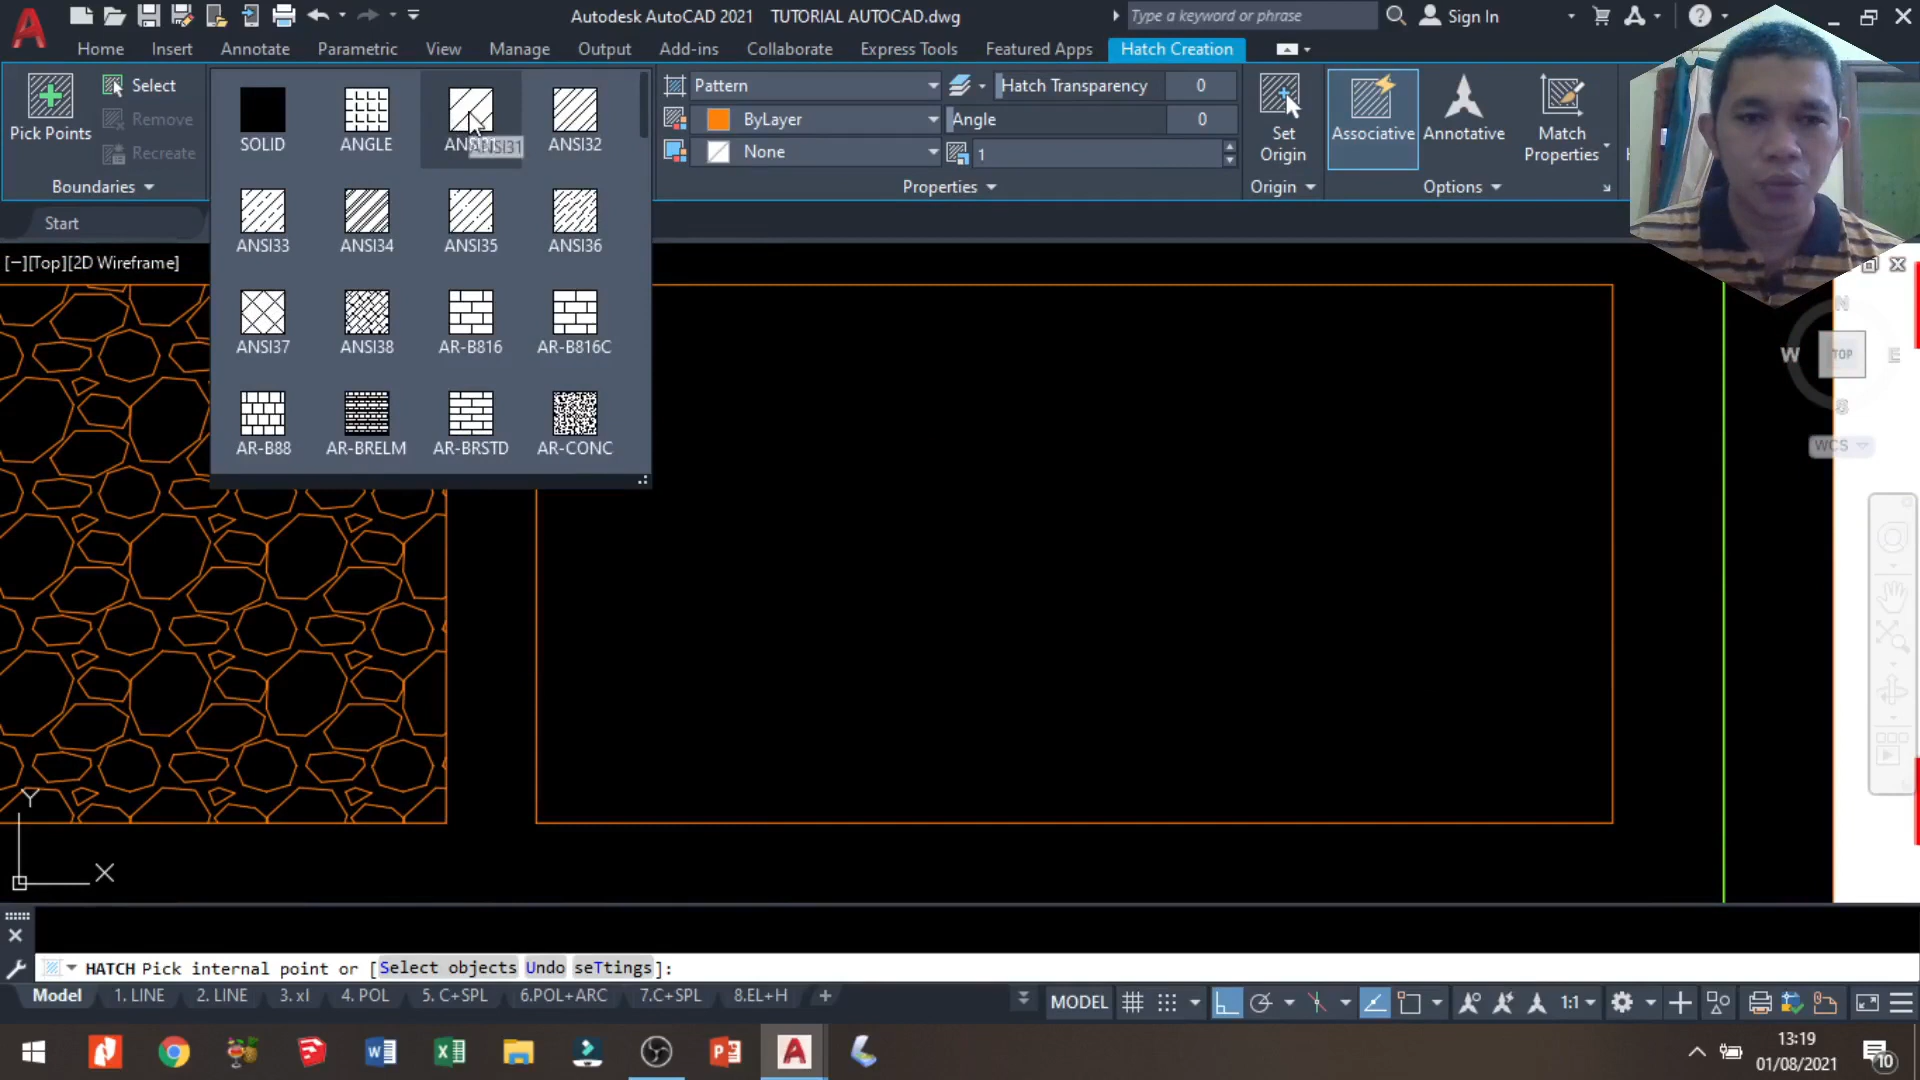 Autodesk AutoCAD 2021 TUTORIAL AUTOCAD.dwg
Type a keyword or phrase
Sign In
Home Insert Annotate Parametric View Manage Output Add-ins Collaborate Express Tools Featured Apps Hatch Creation
Pick Points
Select
Remove
Recreate
Boundaries
SOLID ANGLE ANSI31 ANSI32
ANSI31
ANSI33 ANSI34 ANSI35 ANSI36
ANSI37 ANSI38 AR-B816 AR-B816C
AR-B88 AR-BRELM AR-BRSTD AR-CONC
Pattern
ByLayer
None
Hatch Transparency 0
Angle 0
1
Properties
Set
Origin
Origin
Associative
Annotative
Match
Properties
Options
Start
[−][Top][2D Wireframe]
N
W TOP E
S
WCS
Y
X
HATCH Pick internal point or [Select objects Undo seTtings]:
Model 1. LINE 2. LINE 3. xl 4. POL 5. C+SPL 6.POL+ARC 7.C+SPL 8.EL+H +
MODEL
1:1
13:19
01/08/2021
10